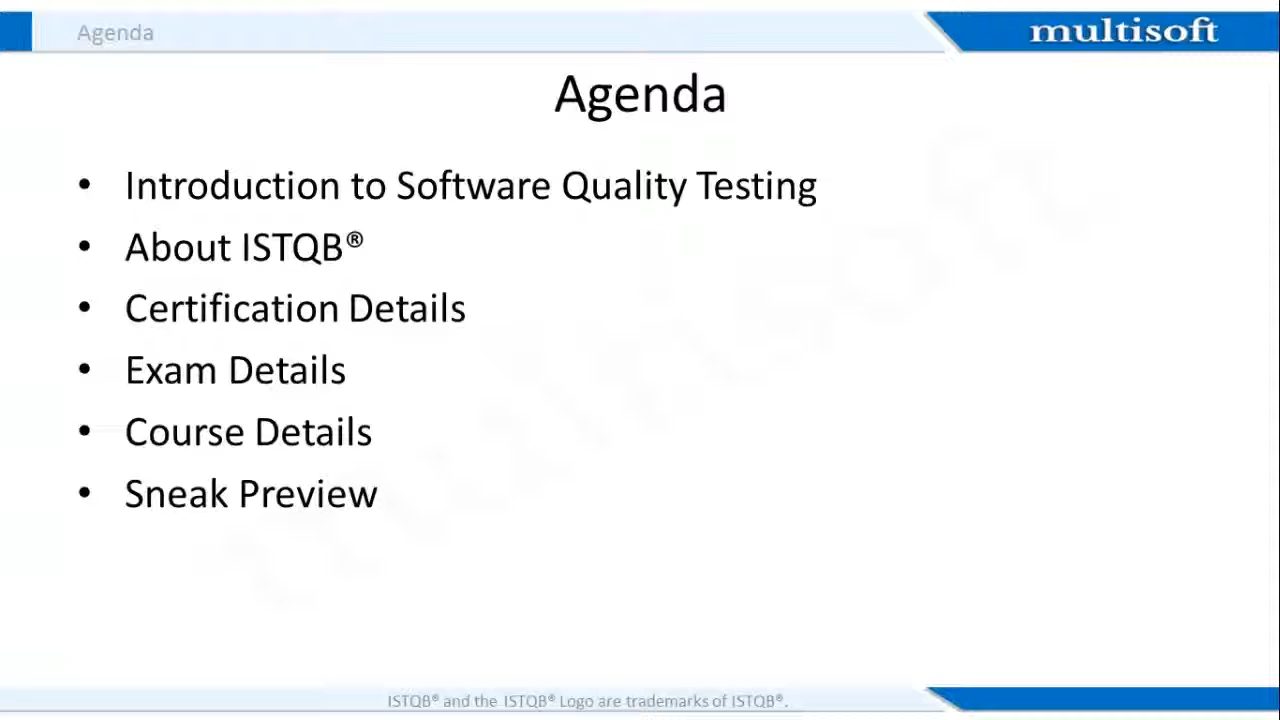 Agenda
multisoft
Agenda
• Introduction to Software Quality Testing
• About ISTQB®
• Certification Details
• Exam Details
• Course Details
• Sneak Preview
multisoft
ISTQB® and the ISTQB® Logo are trademarks of ISTQB®.